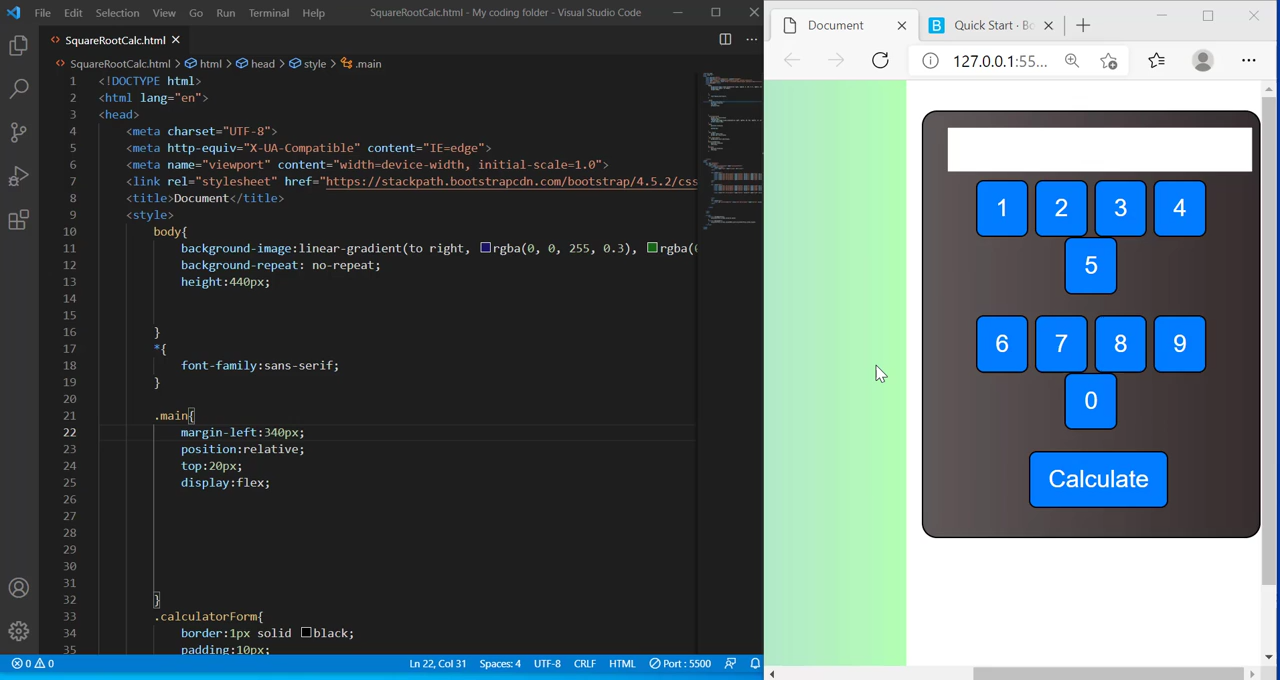 File Edit Selection View Go Run Terminal Help SquareRootCalc.html - My coding folder - Visual Studio Code
SquareRootCalc.html
SquareRootCalc.html > html > head > style > .main
1 <!DOCTYPE html>
2 <html lang="en">
3 <head>
4 <meta charset="UTF-8">
5 <meta http-equiv="X-UA-Compatible" content="IE=edge">
6 <meta name="viewport" content="width=device-width, initial-scale=1.0">
7 <link rel="stylesheet" href="https://stackpath.bootstrapcdn.com/bootstrap/4.5.2/css
8 <title>Document</title>
9 <style>
10 body{
11 background-image:linear-gradient(to right, rgba(0, 0, 255, 0.3), rgba(0
12 background-repeat: no-repeat;
13 height:440px;
14
15
16 }
17 *{
18 font-family:sans-serif;
19 }
20
21 .main{
22 margin-left:340px;
23 position:relative;
24 top:20px;
25 display:flex;
26
27
28
29
30
31
32 }
33 .calculatorForm{
34 border:1px solid black;
35 padding:10px;
0 0 Ln 22, Col 31 Spaces: 4 UTF-8 CRLF HTML Port : 5500
Document Quick Start · Bo
127.0.0.1:55...
1 2 3 4
5
6 7 8 9
0
Calculate